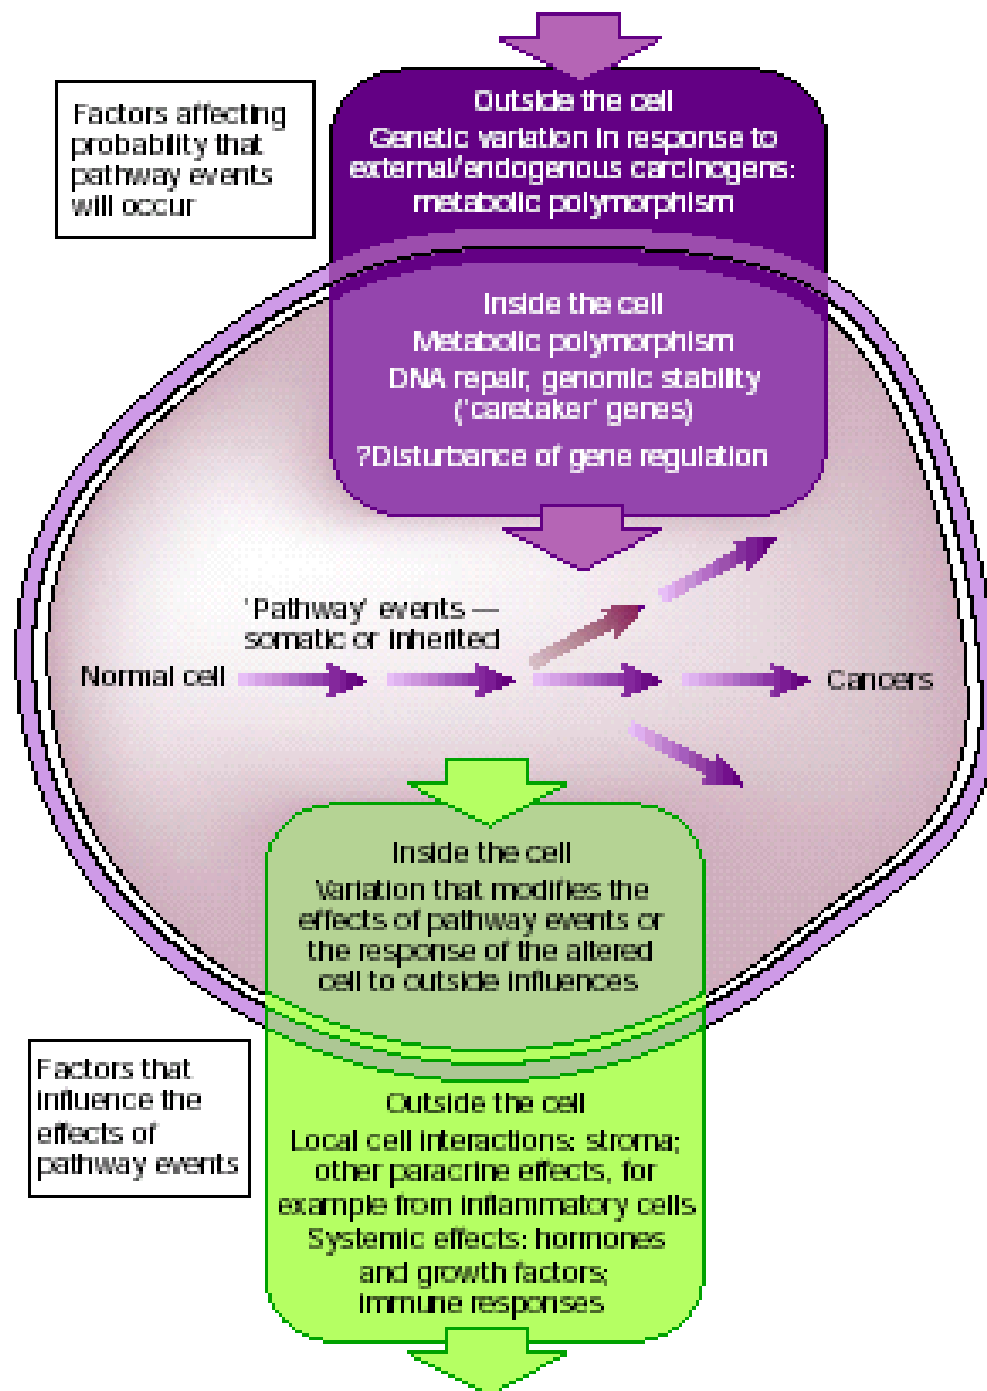 Outside the cell
Genetic variation in response to
external/endogenous carcinogens:
metabolic polymorphism
Factors affecting
probability that
pathway events
will occur
Inside the cell
Metabolic polymorphism
DNA repair, genomic stability
('caretaker' genes)
?Disturbance of gene regulation
'Pathway' events —
somatic or inherited
Normal cell
Cancers
Inside the cell
Variation that modifies the
effects of pathway events or
the response of the altered
cell to outside influences
Factors that
influence the
effects of
pathway events
Outside the cell
Local cell interactions: stroma;
other paracrine effects, for
example from inflammatory cells
Systemic effects: hormones
and growth factors;
immune responses